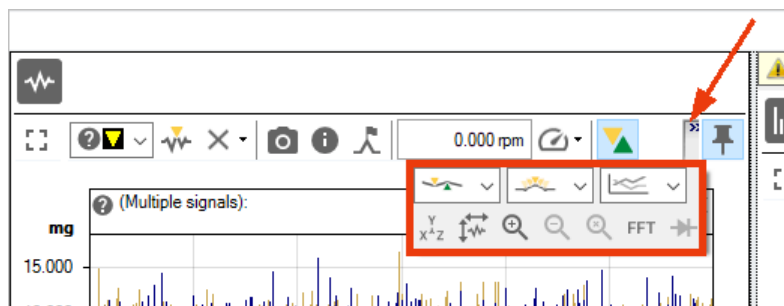 0.000 rpm
»
(Multiple signals):
mg
Y
X Z
FFT
15.000